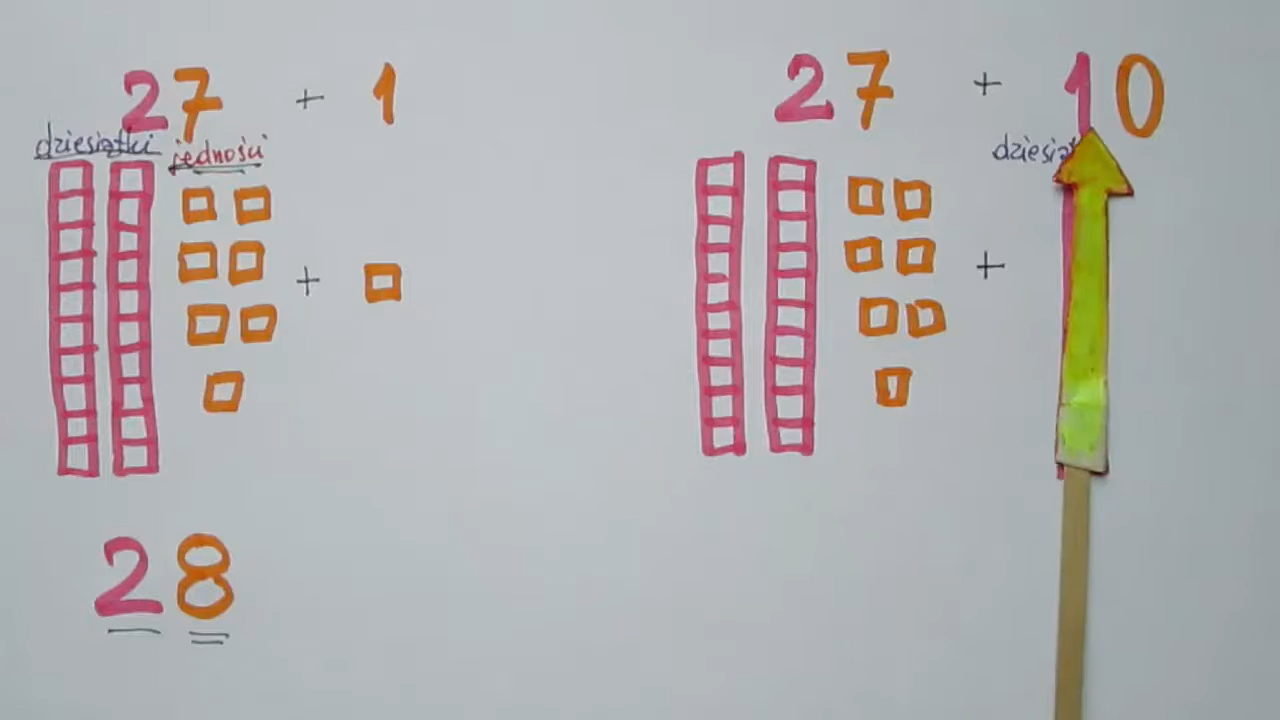 27 + 1
dziesiątki jedności
+
28
27 + 10
+